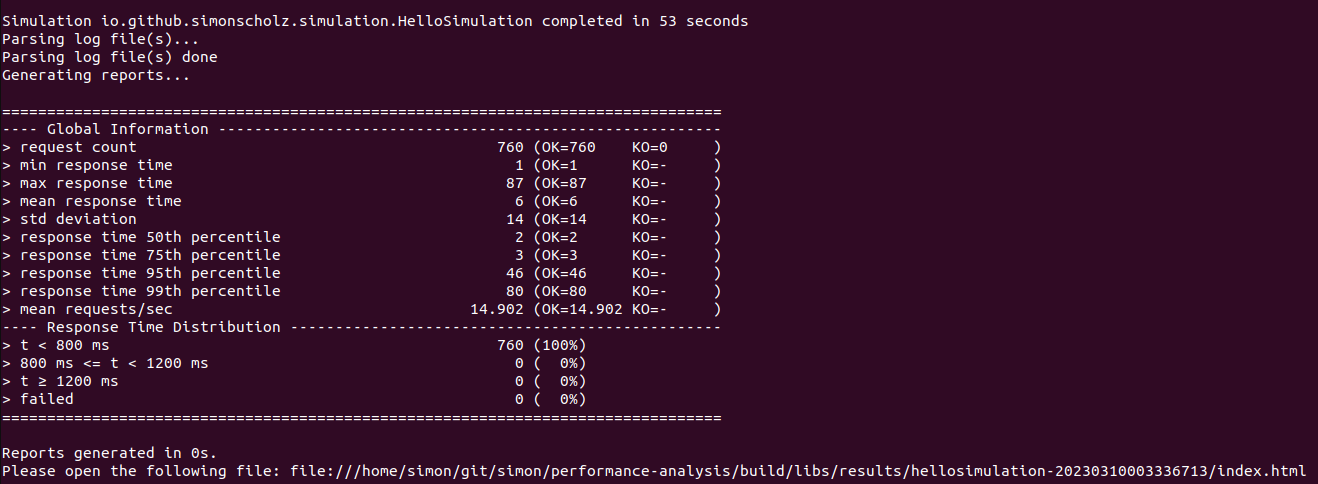 Simulation io.github.simonscholz.simulation.HelloSimulation completed in 53 seconds
Parsing log file(s)...
Parsing log file(s) done
Generating reports...
================================================================================
---- Global Information --------------------------------------------------------
> request count                                        760 (OK=760    KO=0     )
> min response time                                      1 (OK=1      KO=-     )
> max response time                                     87 (OK=87     KO=-     )
> mean response time                                     6 (OK=6      KO=-     )
> std deviation                                         14 (OK=14     KO=-     )
> response time 50th percentile                          2 (OK=2      KO=-     )
> response time 75th percentile                          3 (OK=3      KO=-     )
> response time 95th percentile                         46 (OK=46     KO=-     )
> response time 99th percentile                         80 (OK=80     KO=-     )
> mean requests/sec                                 14.902 (OK=14.902 KO=-     )
---- Response Time Distribution ------------------------------------------------
> t < 800 ms                                           760 (100%)
> 800 ms <= t < 1200 ms                                  0 (  0%)
> t ≥ 1200 ms                                            0 (  0%)
> failed                                                 0 (  0%)
================================================================================
Reports generated in 0s.
Please open the following file: file:///home/simon/git/simon/performance-analysis/build/libs/results/hellosimulation-20230310003336713/index.html